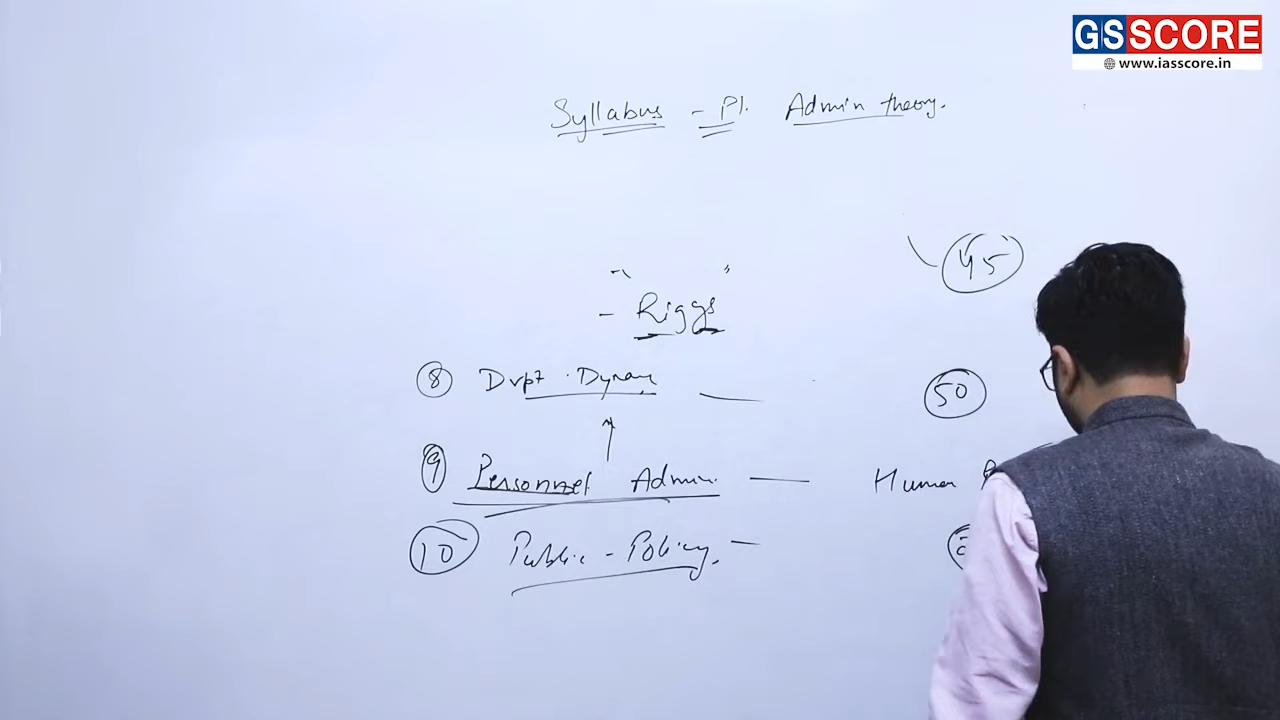 GSSCORE
www.iasscore.in
Syllabus - P1. Admin theory.
45
- Riggs
8 Dvpt. Dynam
50
9 Personnel Admin. — Human
10 Public - Policy. —